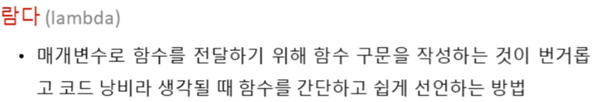 람다 (lambda)
• 매개변수로 함수를 전달하기 위해 함수 구문을 작성하는 것이 번거롭
고 코드 낭비라 생각될 때 함수를 간단하고 쉽게 선언하는 방법